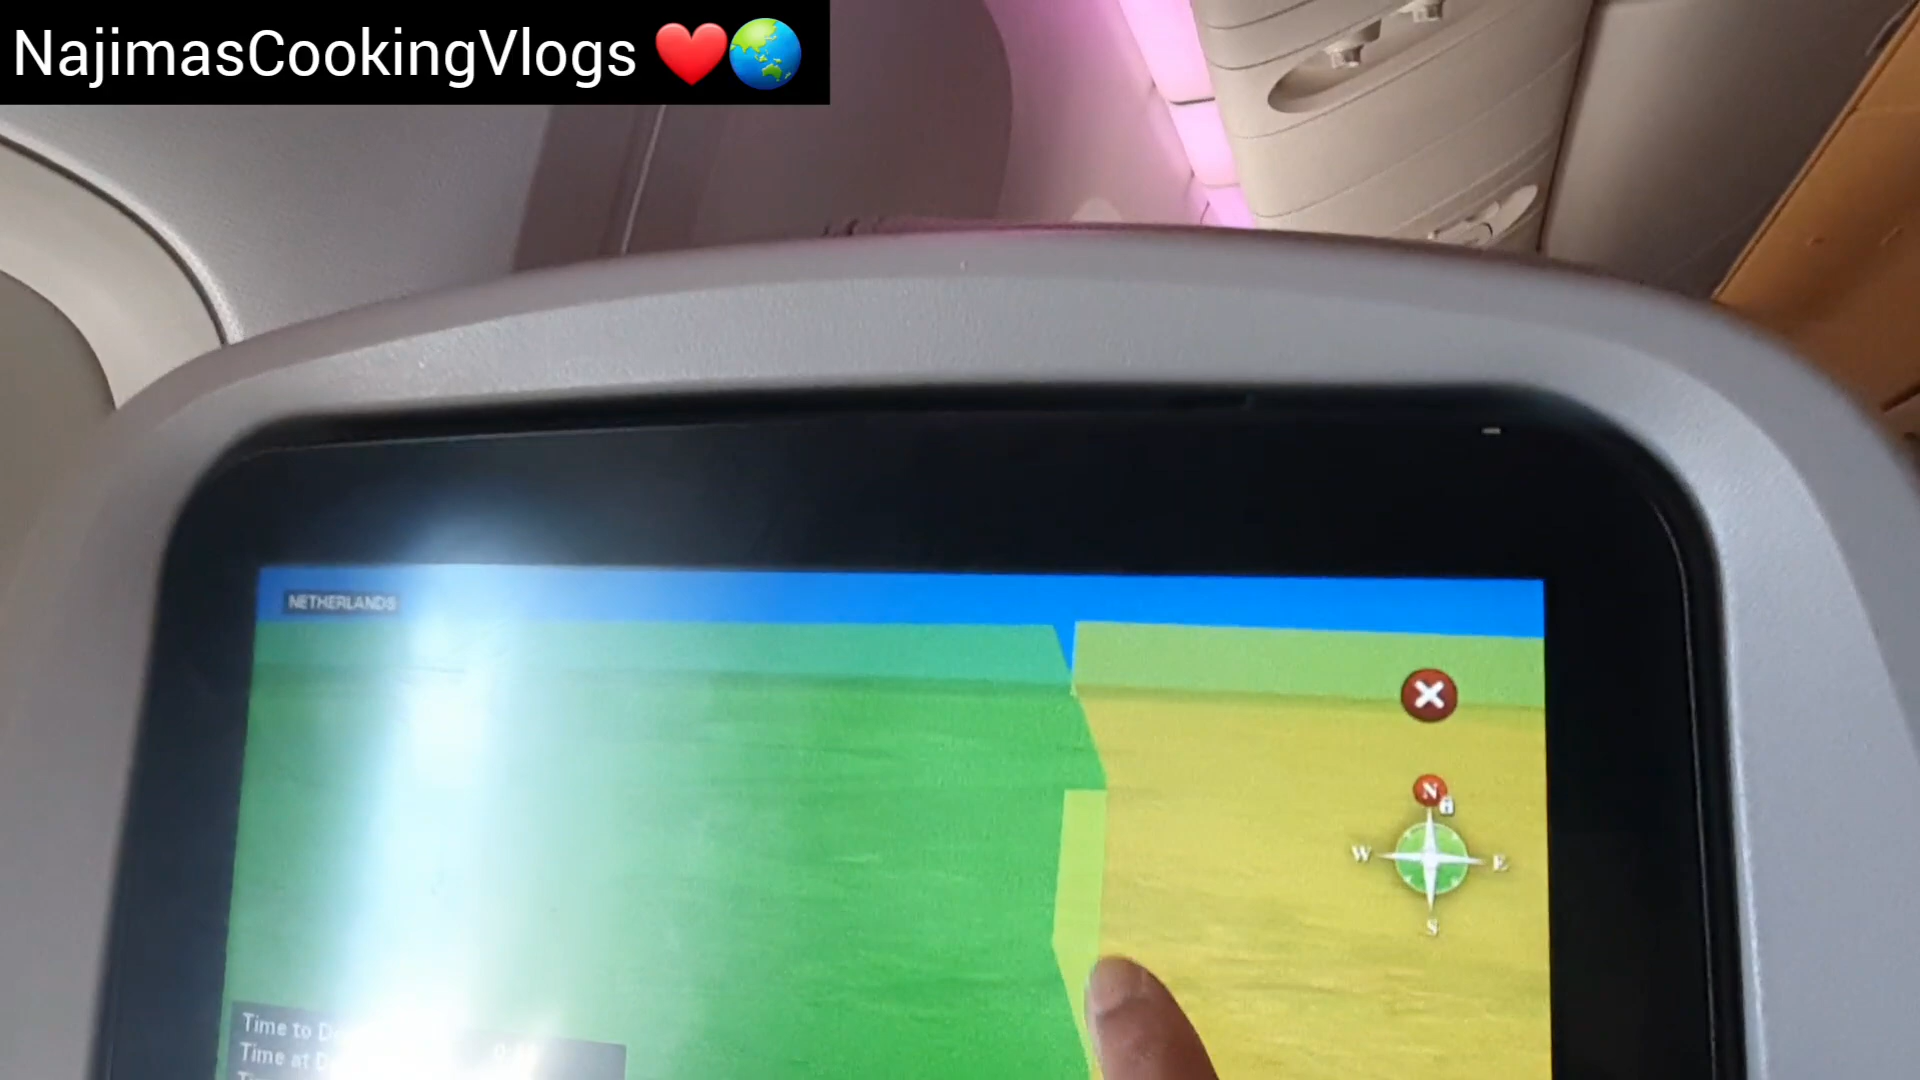 NajimasCookingVlogs ❤️🌏
NETHERLANDS
N
W E
S
Time to
Time at